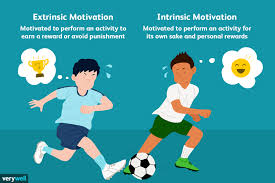 Extrinsic Motivation
Motivated to perform an activity to
earn a reward or avoid punishment
Intrinsic Motivation
Motivated to perform an activity for
its own sake and personal rewards
verywell